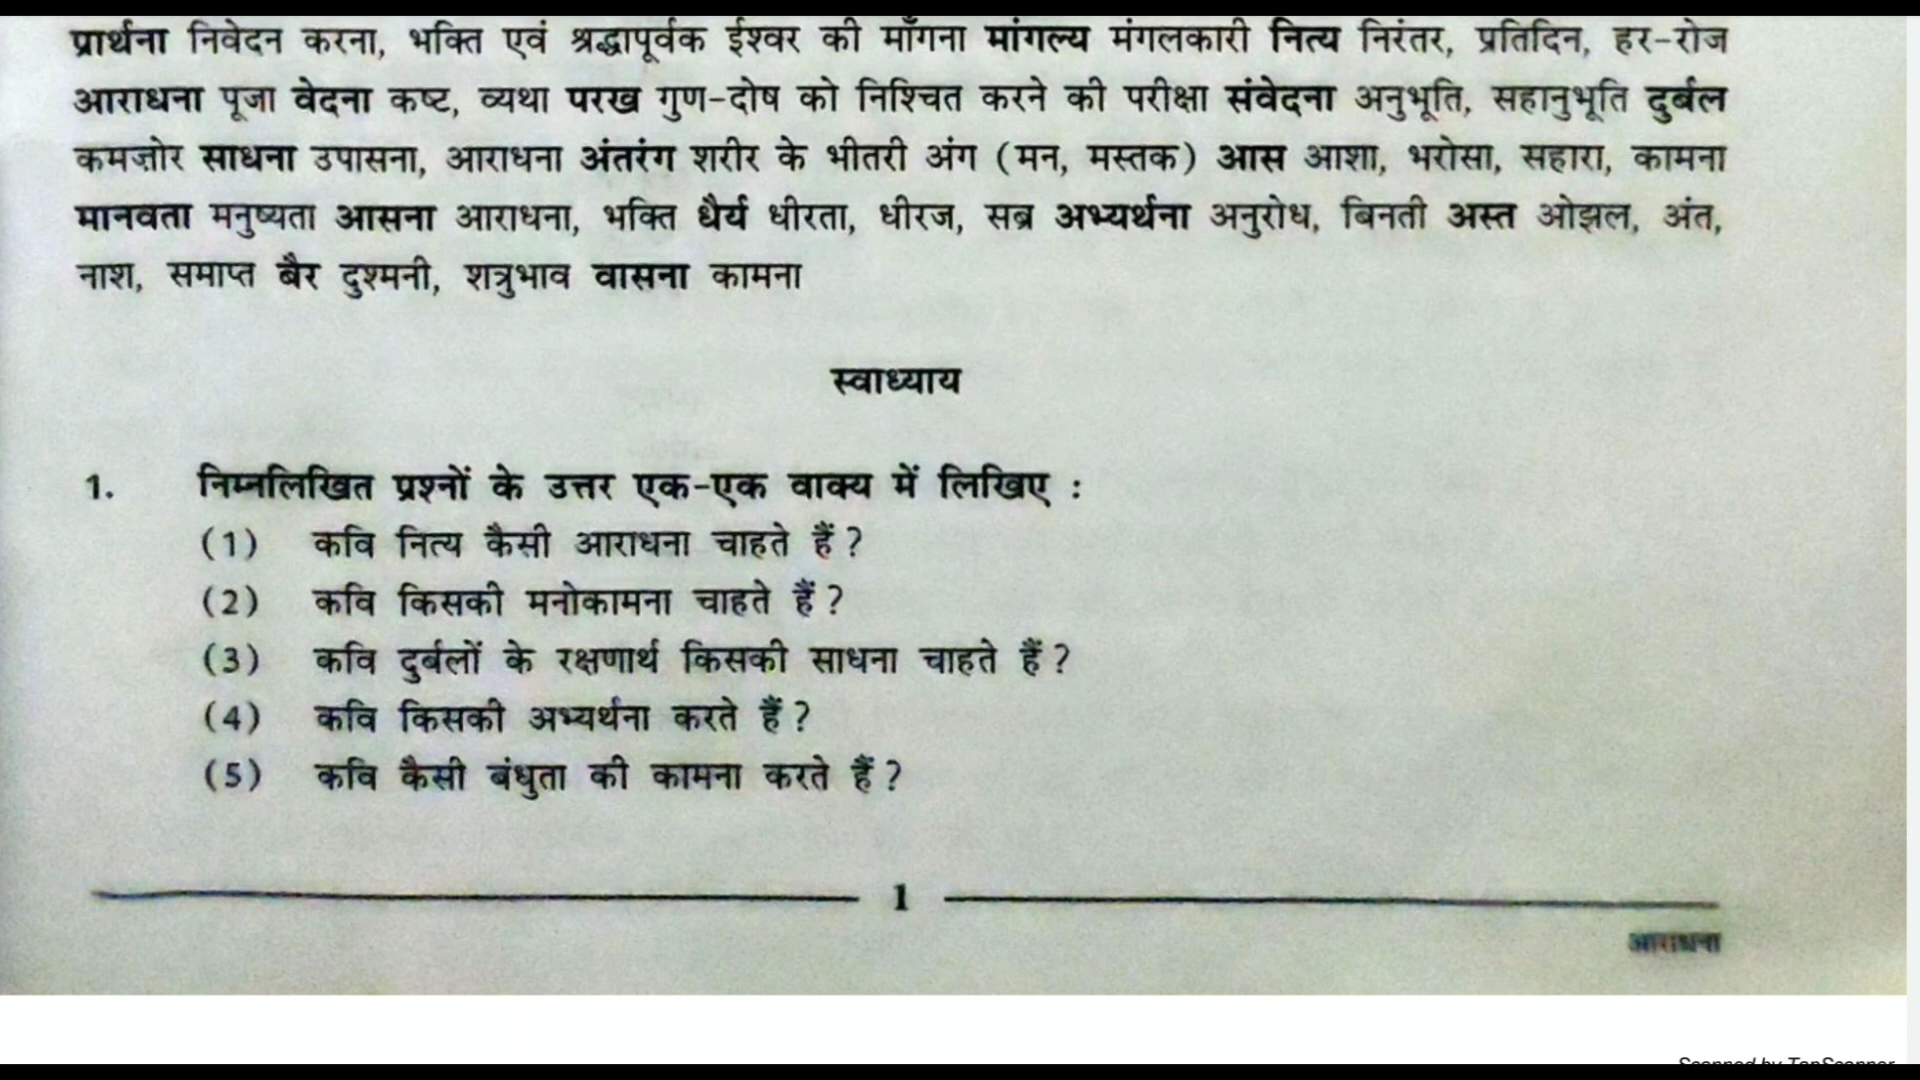 प्रार्थना निवेदन करना, भक्ति एवं श्रद्धापूर्वक ईश्वर की माँगना मांगल्य मंगलकारी नित्य निरंतर, प्रतिदिन, हर-रोज
आराधना पूजा वेदना कष्ट, व्यथा परख गुण-दोष को निश्चित करने की परीक्षा संवेदना अनुभूति, सहानुभूति दुर्बल
कमज़ोर साधना उपासना, आराधना अंतरंग शरीर के भीतरी अंग (मन, मस्तक) आस आशा, भरोसा, सहारा, कामना
मानवता मनुष्यता आसना आराधना, भक्ति धैर्य धीरता, धीरज, सब्र अभ्यर्थना अनुरोध, बिनती अस्त ओझल, अंत,
नाश, समाप्त बैर दुश्मनी, शत्रुभाव वासना कामना
स्वाध्याय
1. निम्नलिखित प्रश्नों के उत्तर एक-एक वाक्य में लिखिए :
(1) कवि नित्य कैसी आराधना चाहते हैं ?
(2) कवि किसकी मनोकामना चाहते हैं ?
(3) कवि दुर्बलों के रक्षणार्थ किसकी साधना चाहते हैं ?
(4) कवि किसकी अभ्यर्थना करते हैं ?
(5) कवि कैसी बंधुता की कामना करते हैं ?
1
आराधना
Scanned by TapScanner